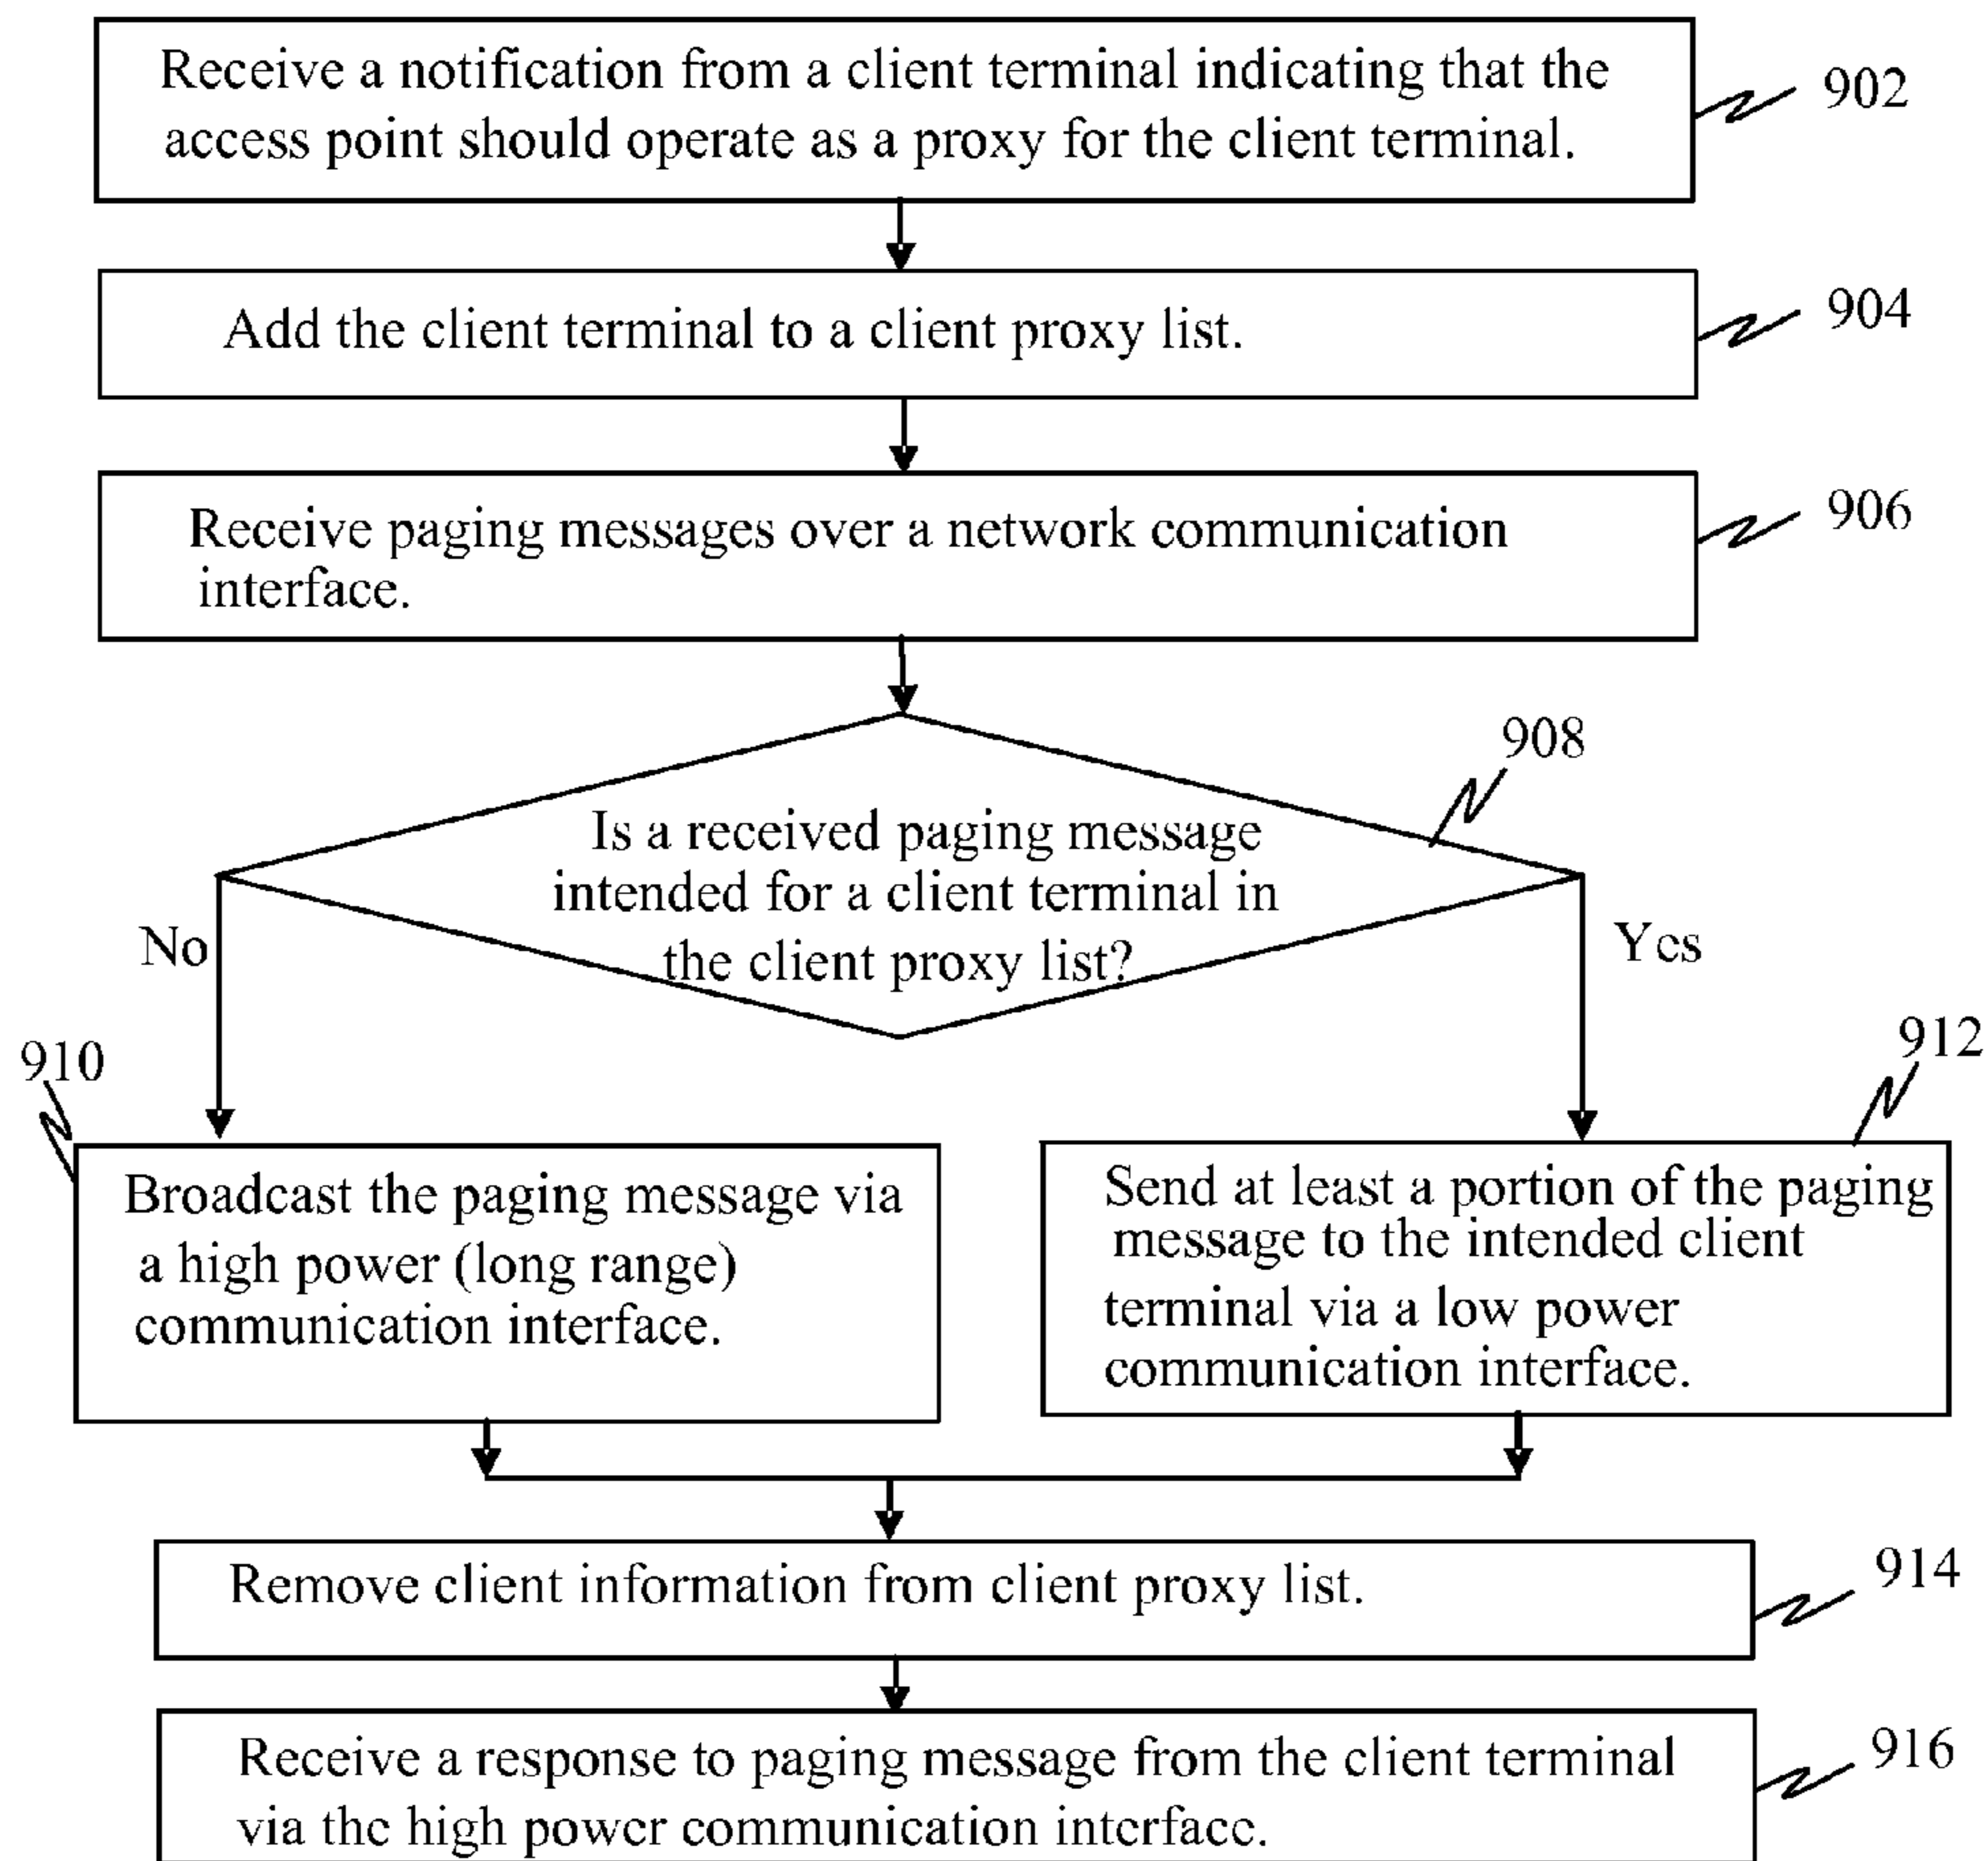 Receive a notification from a client terminal indicating that the
access point should operate as a proxy for the client terminal.
902
Add the client terminal to a client proxy list.
904
Receive paging messages over a network communication
interface.
906
908
Is a received paging message
intended for a client terminal in
the client proxy list?
No
Yes
910
912
Broadcast the paging message via
a high power (long range)
communication interface.
Send at least a portion of the paging
message to the intended client
terminal via a low power
communication interface.
Remove client information from client proxy list.
914
Receive a response to paging message from the client terminal
via the high power communication interface.
916